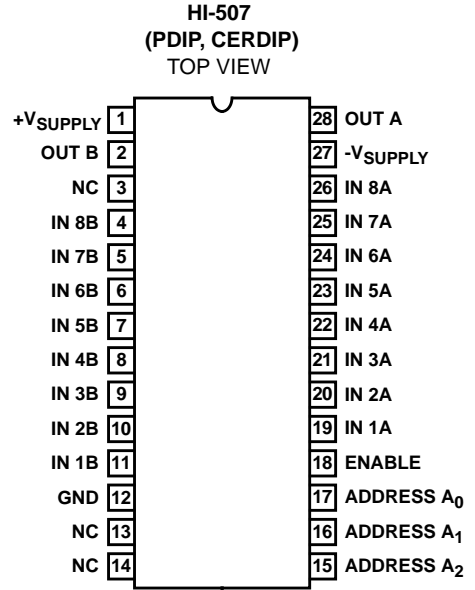 HI-507
(PDIP, CERDIP)
TOP VIEW
+VSUPPLY 1 28 OUT A
OUT B 2 27 -VSUPPLY
NC 3 26 IN 8A
IN 8B 4 25 IN 7A
IN 7B 5 24 IN 6A
IN 6B 6 23 IN 5A
IN 5B 7 22 IN 4A
IN 4B 8 21 IN 3A
IN 3B 9 20 IN 2A
IN 2B 10 19 IN 1A
IN 1B 11 18 ENABLE
GND 12 17 ADDRESS A0
NC 13 16 ADDRESS A1
NC 14 15 ADDRESS A2